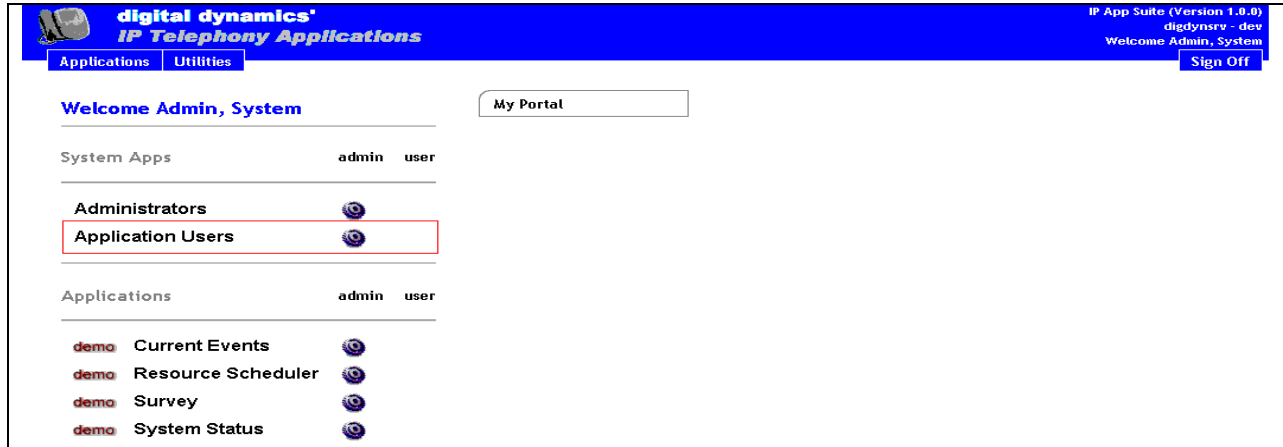 digital dynamics'
IP Telephony Applications
IP App Suite (Version 1.0.0)
digdynsrv - dev
Welcome Admin, System
Applications Utilities Sign Off
Welcome Admin, System
My Portal
System Apps admin user
Administrators
Application Users
Applications admin user
demo Current Events
demo Resource Scheduler
demo Survey
demo System Status